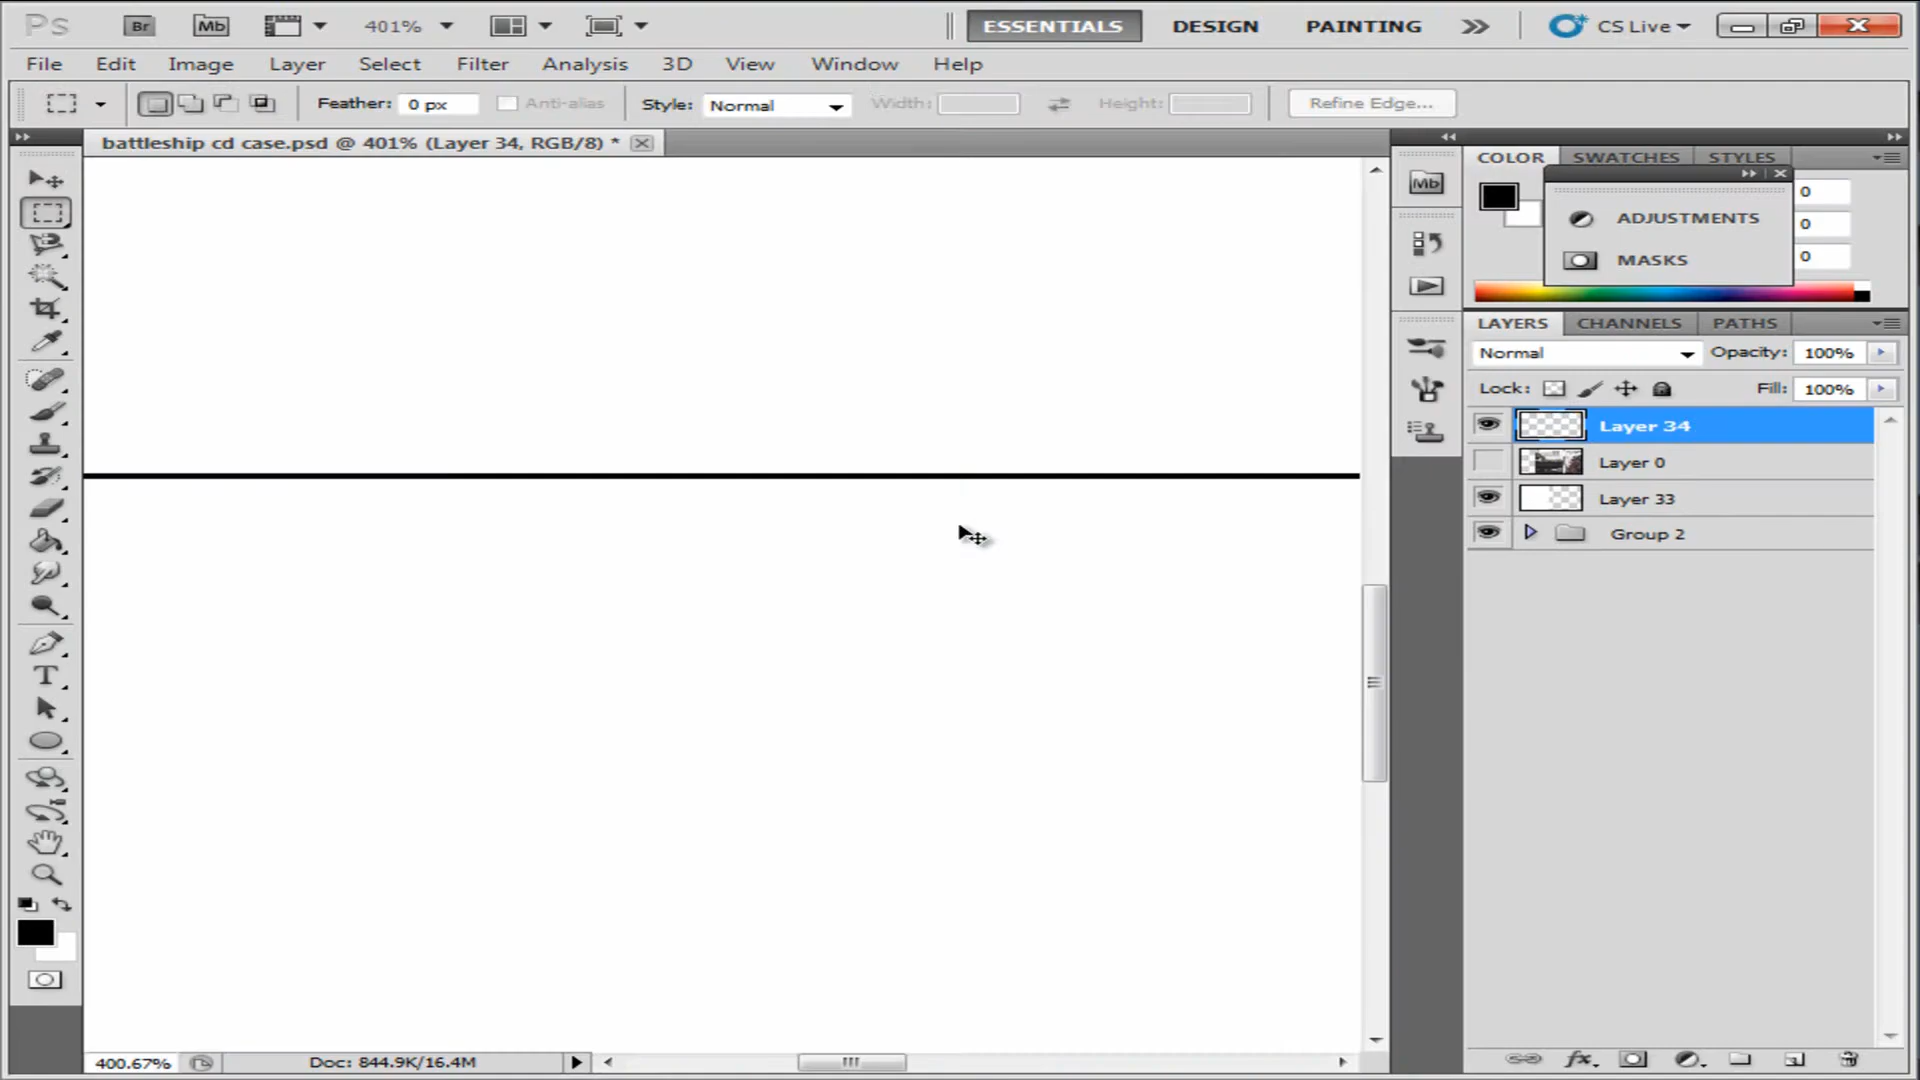 Ps Br Mb 401% ESSENTIALS DESIGN PAINTING CS Live
File Edit Image Layer Select Filter Analysis 3D View Window Help
Feather: 0 px Anti-alias Style: Normal Width: Height: Refine Edge...
battleship cd case.psd @ 401% (Layer 34, RGB/8) *
COLOR SWATCHES STYLES
Mb
0
ADJUSTMENTS
0
MASKS
0
LAYERS CHANNELS PATHS
Normal Opacity: 100%
Lock: Fill: 100%
Layer 34
Layer 0
Layer 33
Group 2
T
400.67% Doc: 844.9K/16.4M
fx